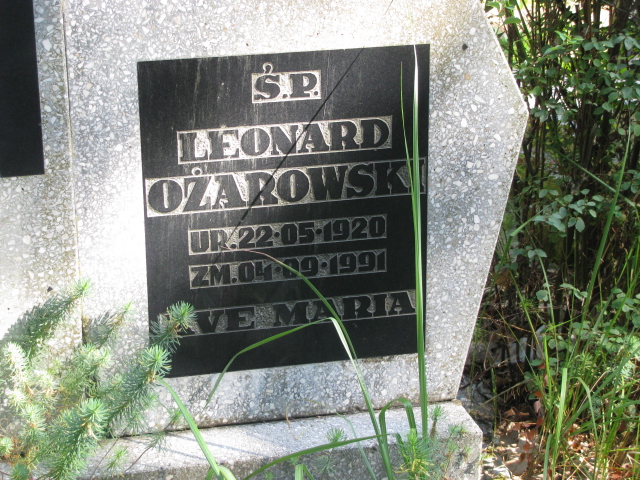 Ś.P.
LEONARD
OŻAROWSKI
UR. 22·05·1920
ZM. 04·09·1991
AVE MARIA